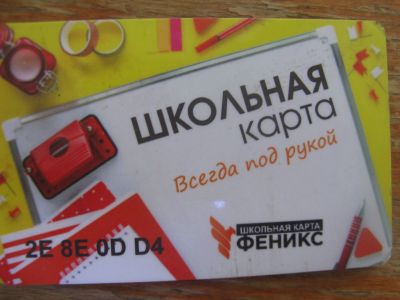 ШКОЛЬНАЯ
карта
Всегда под рукой
ШКОЛЬНАЯ КАРТА
ФЕНИКС
2E 8E 0D D4